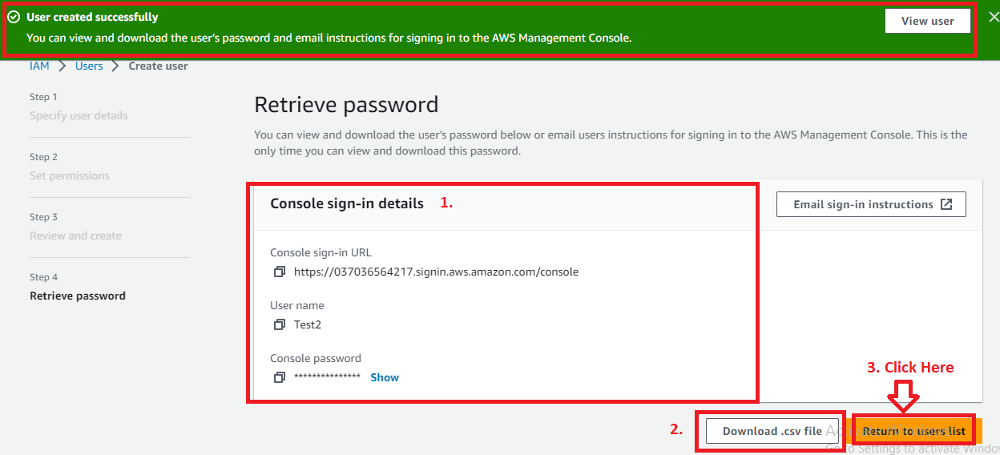 User created successfully
View user
You can view and download the user's password and email instructions for signing in to the AWS Management Console.
IAM > Users > Create user
Step 1
Specify user details
Step 2
Set permissions
Step 3
Review and create
Step 4
Retrieve password
Retrieve password
You can view and download the user's password below or email users instructions for signing in to the AWS Management Console. This is the
only time you can view and download this password.
Console sign-in details 1.
Email sign-in instructions
Console sign-in URL
https://037036564217.signin.aws.amazon.com/console
User name
Test2
Console password
*************** Show
3. Click Here
2. Download .csv file
Return to users list
Go to Settings to activate Windo